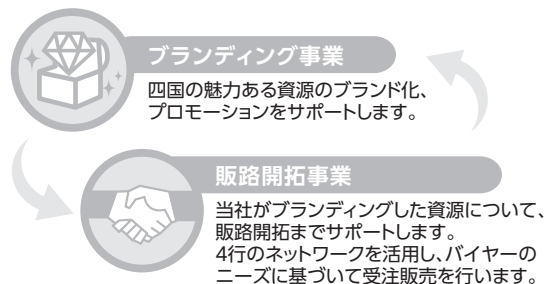 ブランディング事業
四国の魅力ある資源のブランド化、
プロモーションをサポートします。
販路開拓事業
当社がブランディングした資源について、
販路開拓までサポートします。
4行のネットワークを活用し、バイヤーの
ニーズに基づいて受注販売を行います。